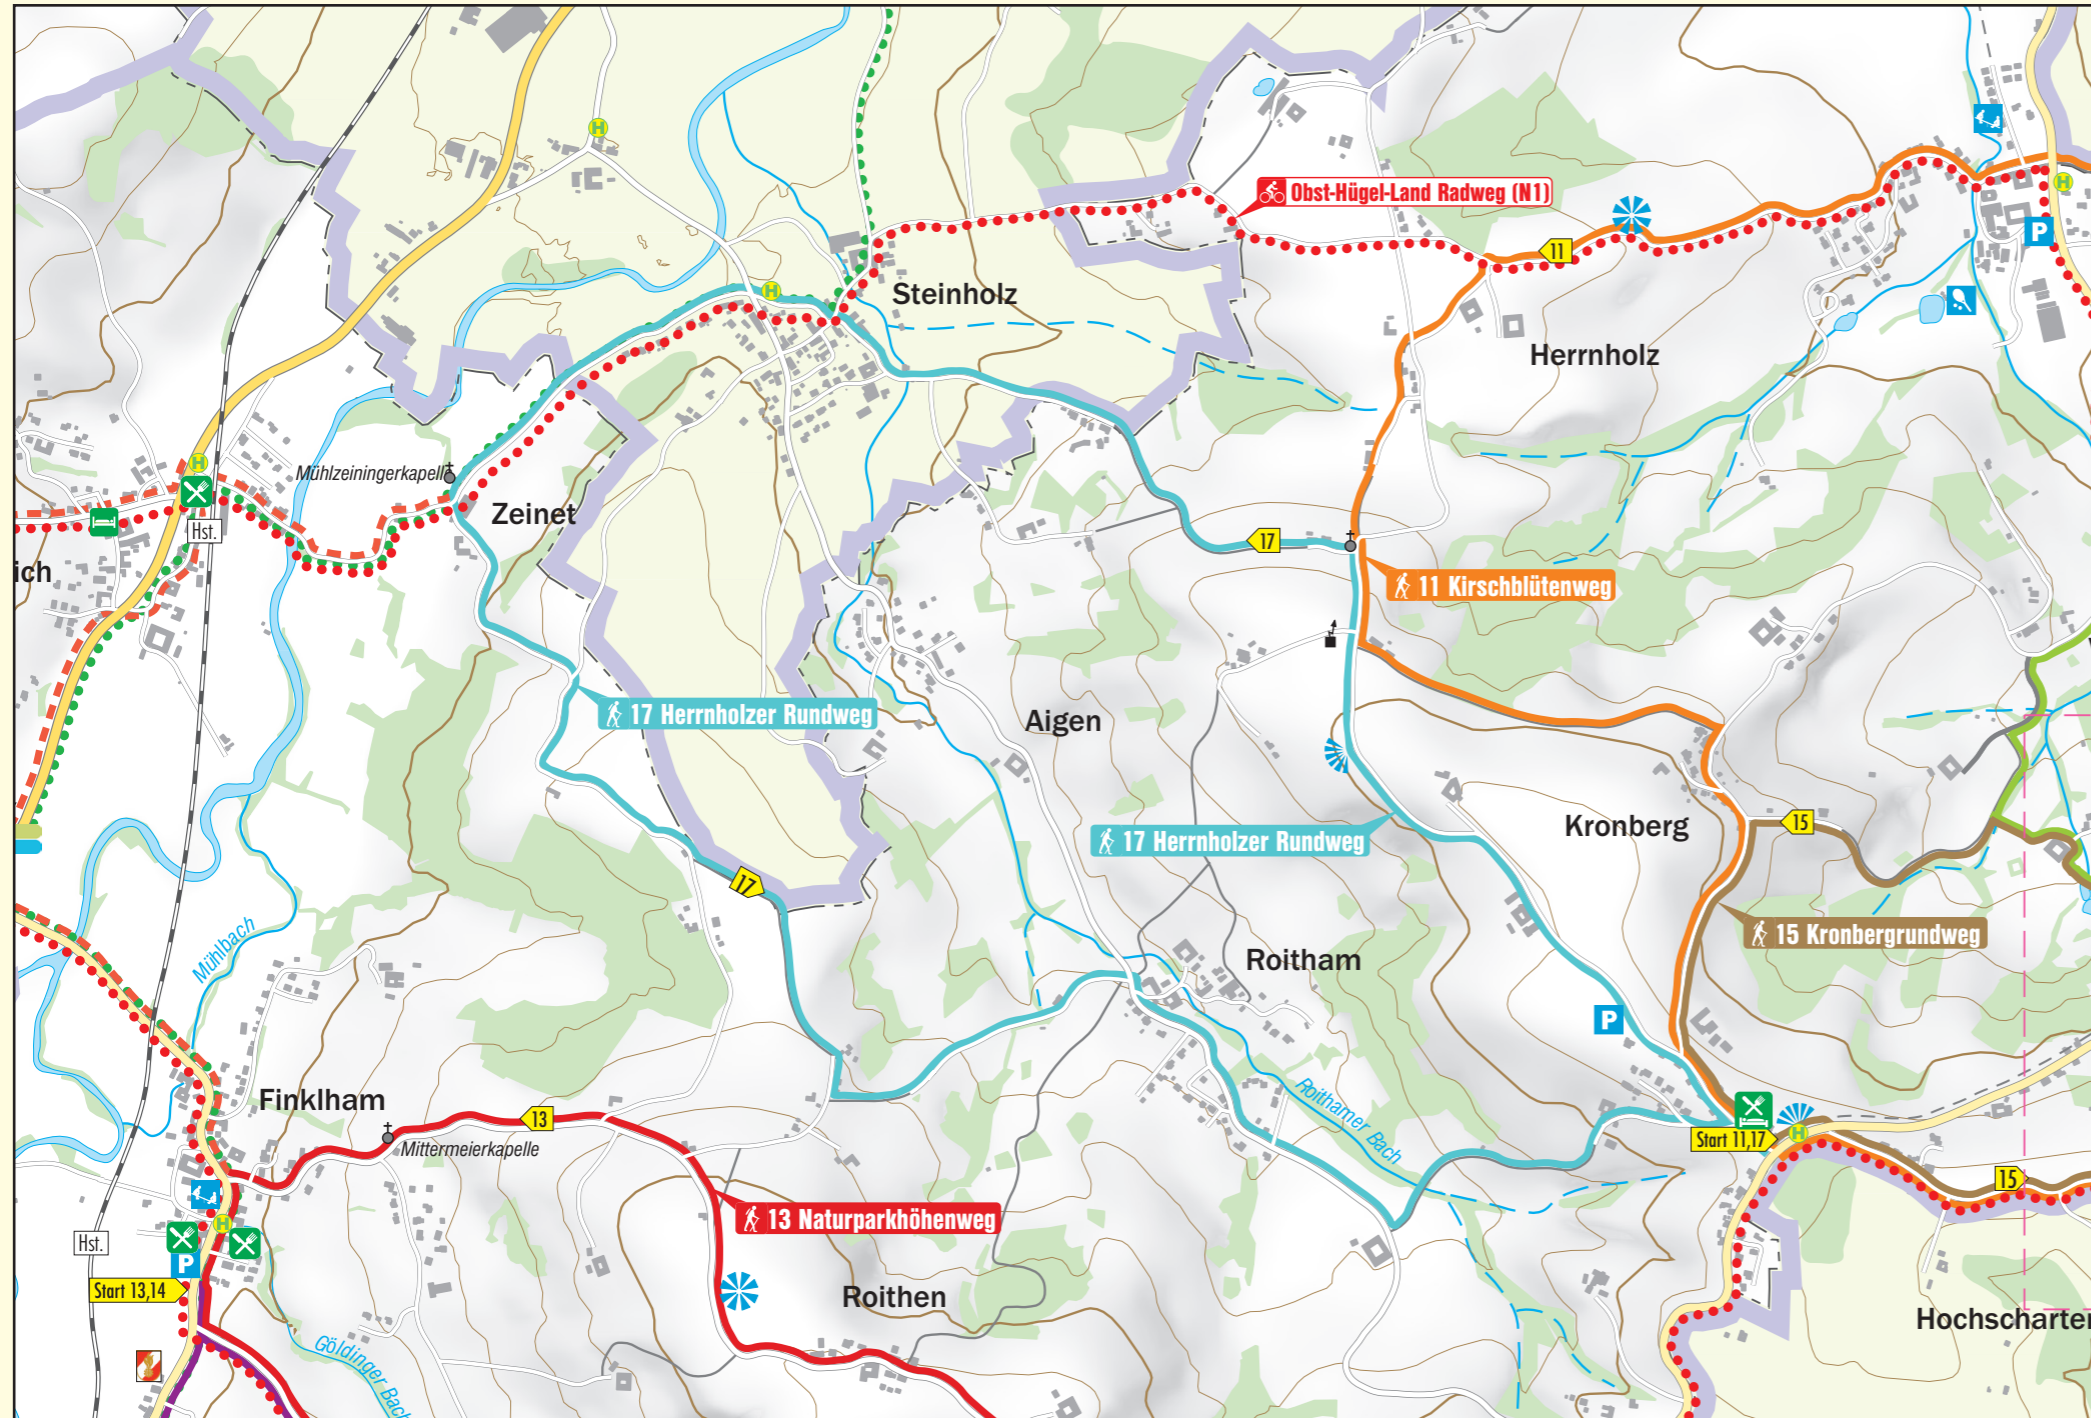 H
Obst-Hügel-Land Radweg (N1)
H
P
11
Steinholz
H
Herrnholz
H
Mühlzeiningerkapelle
Zeinet
Hst.
17
ich
11 Kirschblütenweg
17 Herrnholzer Rundweg
Aigen
Kronberg
15
17 Herrnholzer Rundweg
17
15 Kronbergrundweg
Mühlbach
Roitham
P
Finklham
13
Roithamer Bach
Mittermeierkapelle
Start 11,17
H
15
13 Naturparkhöhenweg
H
Hst.
P
Start 13,14
Roithen
Hochscharten
Göldinger Bach